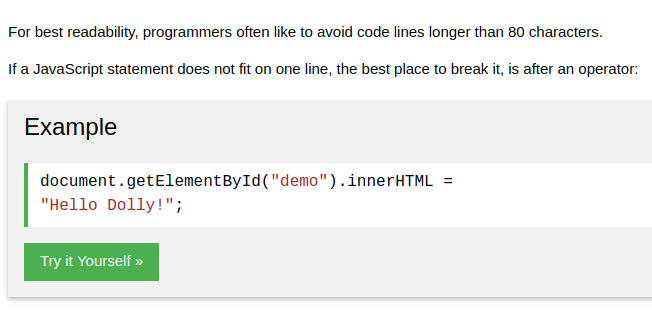 For best readability, programmers often like to avoid code lines longer than 80 characters.
If a JavaScript statement does not fit on one line, the best place to break it, is after an operator:
Example
document.getElementById("demo").innerHTML =
"Hello Dolly!";
Try it Yourself »